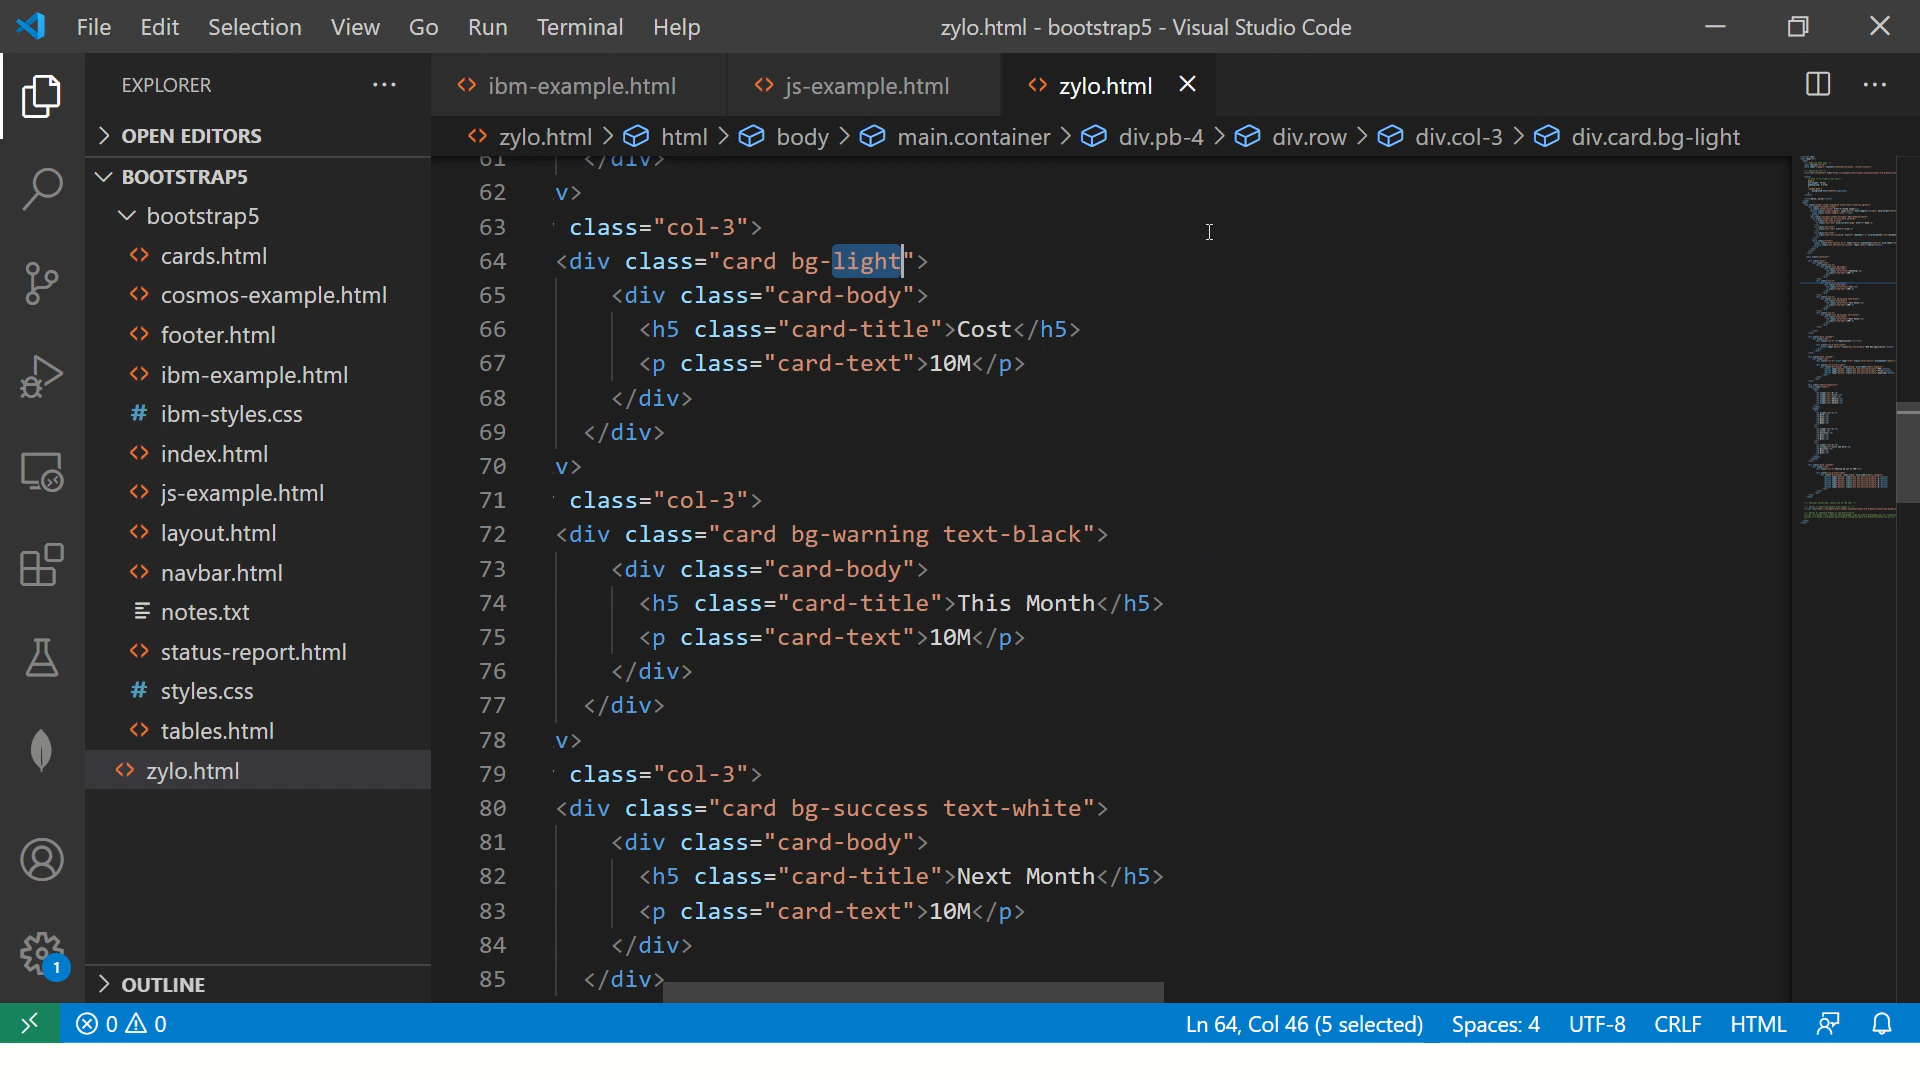 File Edit Selection View Go Run Terminal Help
zylo.html - bootstrap5 - Visual Studio Code
EXPLORER
OPEN EDITORS
BOOTSTRAP5
bootstrap5
<> cards.html
<> cosmos-example.html
<> footer.html
<> ibm-example.html
# ibm-styles.css
<> index.html
<> js-example.html
<> layout.html
<> navbar.html
notes.txt
<> status-report.html
# styles.css
<> tables.html
<> zylo.html
OUTLINE
<> ibm-example.html <> js-example.html <> zylo.html
<> zylo.html > html > body > main.container > div.pb-4 > div.row > div.col-3 > div.card.bg-light
61 </div>
62 v>
63 class="col-3">
64 <div class="card bg-light">
65 <div class="card-body">
66 <h5 class="card-title">Cost</h5>
67 <p class="card-text">10M</p>
68 </div>
69 </div>
70 v>
71 class="col-3">
72 <div class="card bg-warning text-black">
73 <div class="card-body">
74 <h5 class="card-title">This Month</h5>
75 <p class="card-text">10M</p>
76 </div>
77 </div>
78 v>
79 class="col-3">
80 <div class="card bg-success text-white">
81 <div class="card-body">
82 <h5 class="card-title">Next Month</h5>
83 <p class="card-text">10M</p>
84 </div>
85 </div>
1
0 0
Ln 64, Col 46 (5 selected) Spaces: 4 UTF-8 CRLF HTML